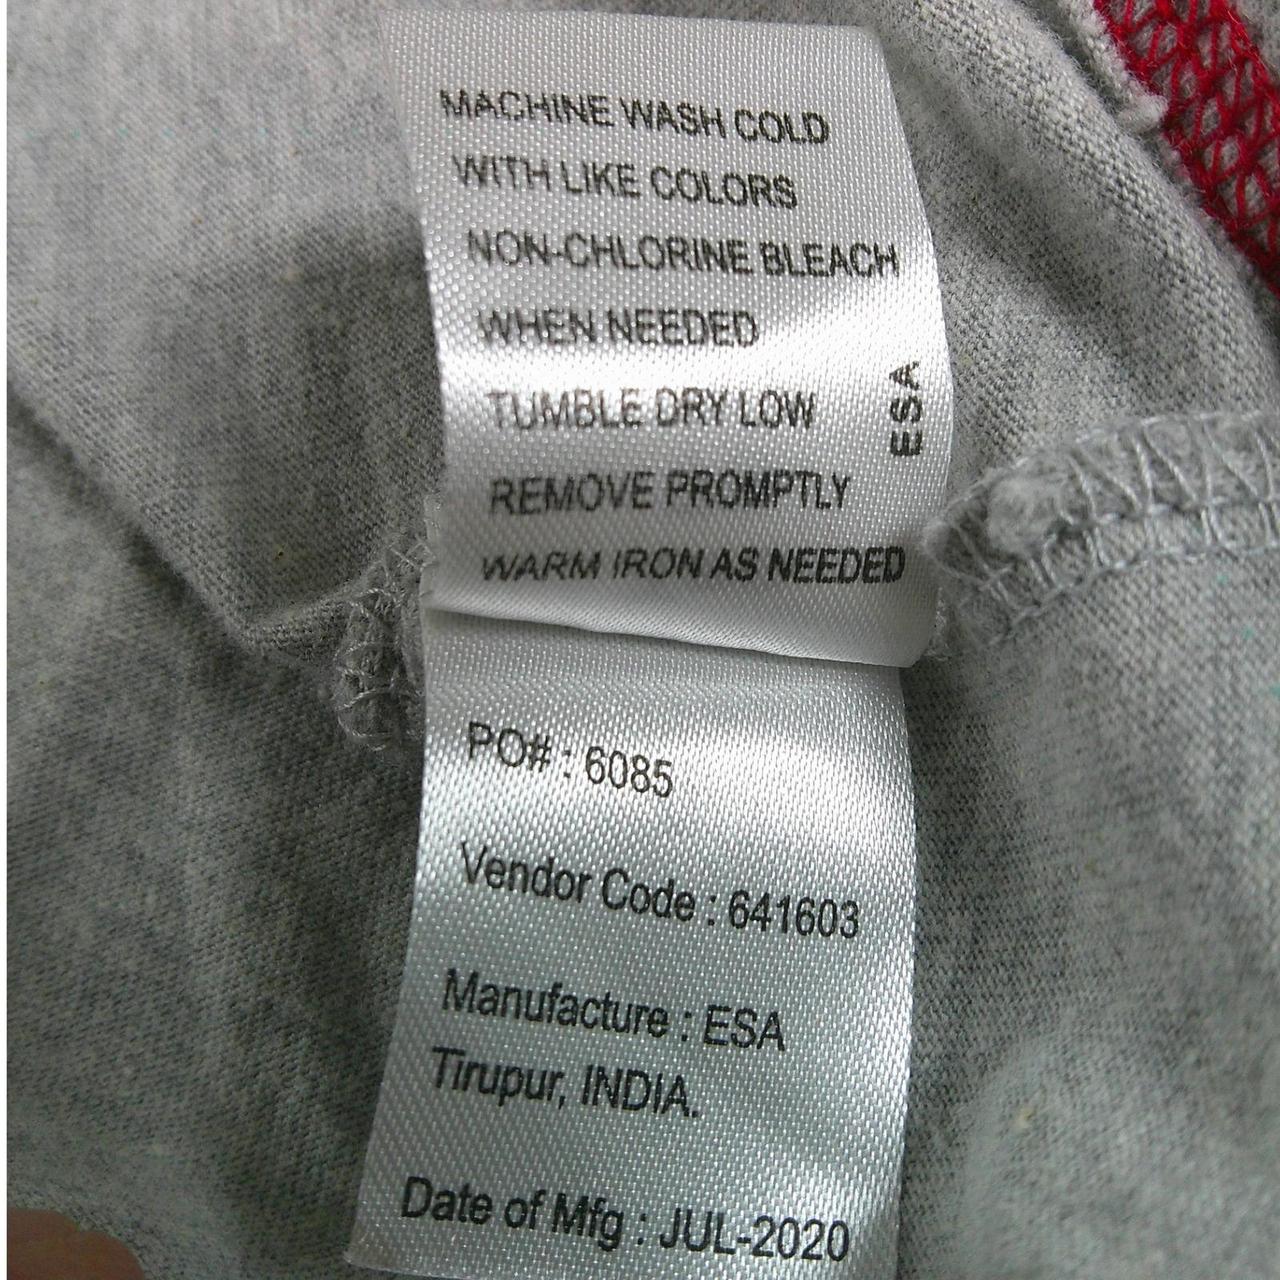 MACHINE WASH COLD
WITH LIKE COLORS
NON-CHLORINE BLEACH
WHEN NEEDED
TUMBLE DRY LOW
REMOVE PROMPTLY
WARM IRON AS NEEDED
ESA
PO# : 6085
Vendor Code : 641603
Manufacture : ESA
Tirupur, INDIA.
Date of Mfg : JUL-2020